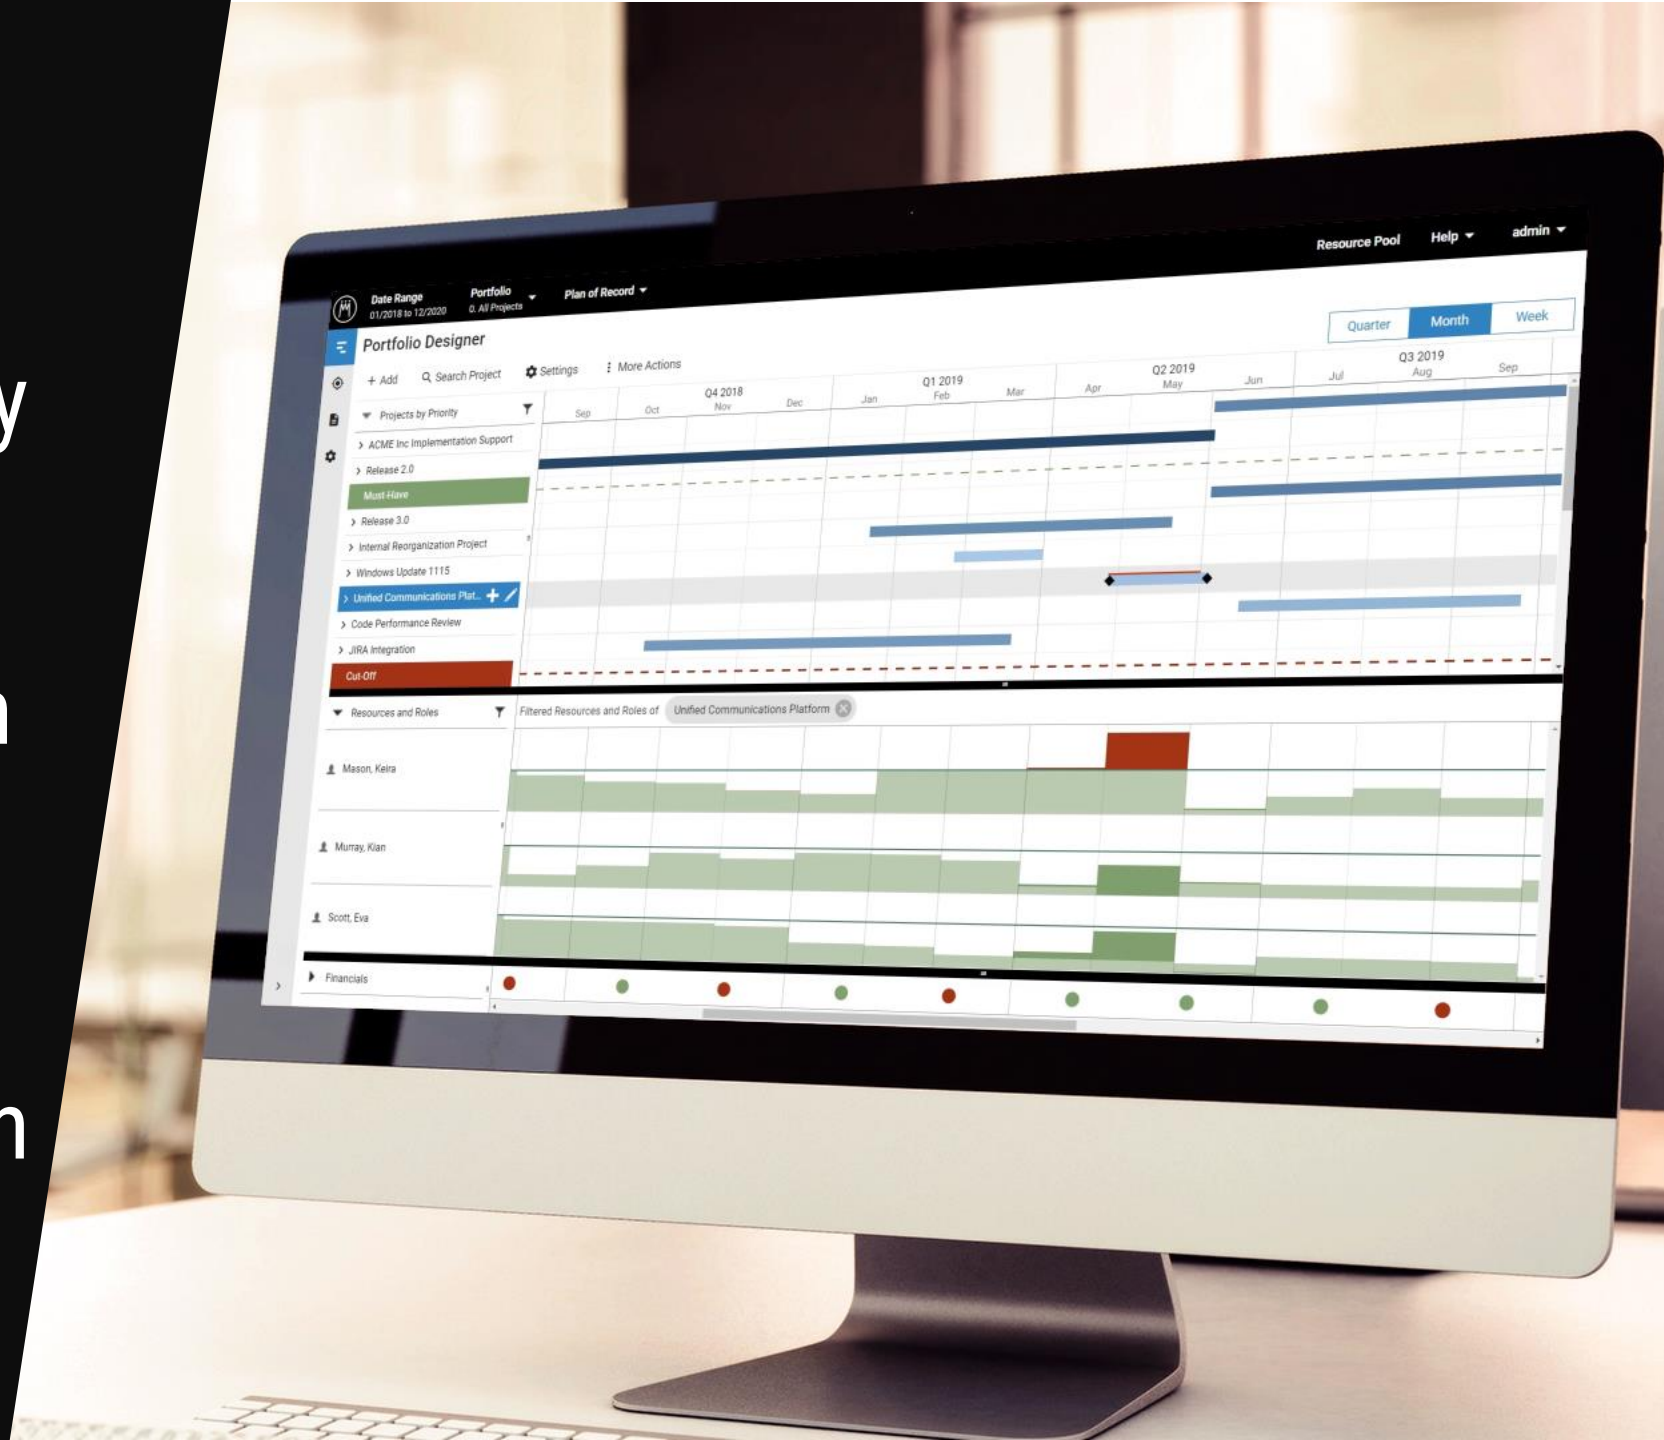 y
n
n
Resource Pool Help admin
Date Range Portfolio Plan of Record
01/2018 to 12/2020 0. All Projects
Portfolio Designer
Quarter Month Week
+ Add Search Project Settings More Actions
Q4 2018 Q1 2019 Q2 2019 Q3 2019
Projects by Priority Sep Oct Nov Dec Jan Feb Mar Apr May Jun Jul Aug Sep
ACME Inc Implementation Support
Release 2.0
Must-Have
Release 3.0
Internal Reorganization Project
Windows Update 1115
Unified Communications Plat...
Code Performance Review
JIRA Integration
Cut-Off
Resources and Roles Filtered Resources and Roles of Unified Communications Platform
Mason, Keira
Murray, Kian
Scott, Eva
Financials